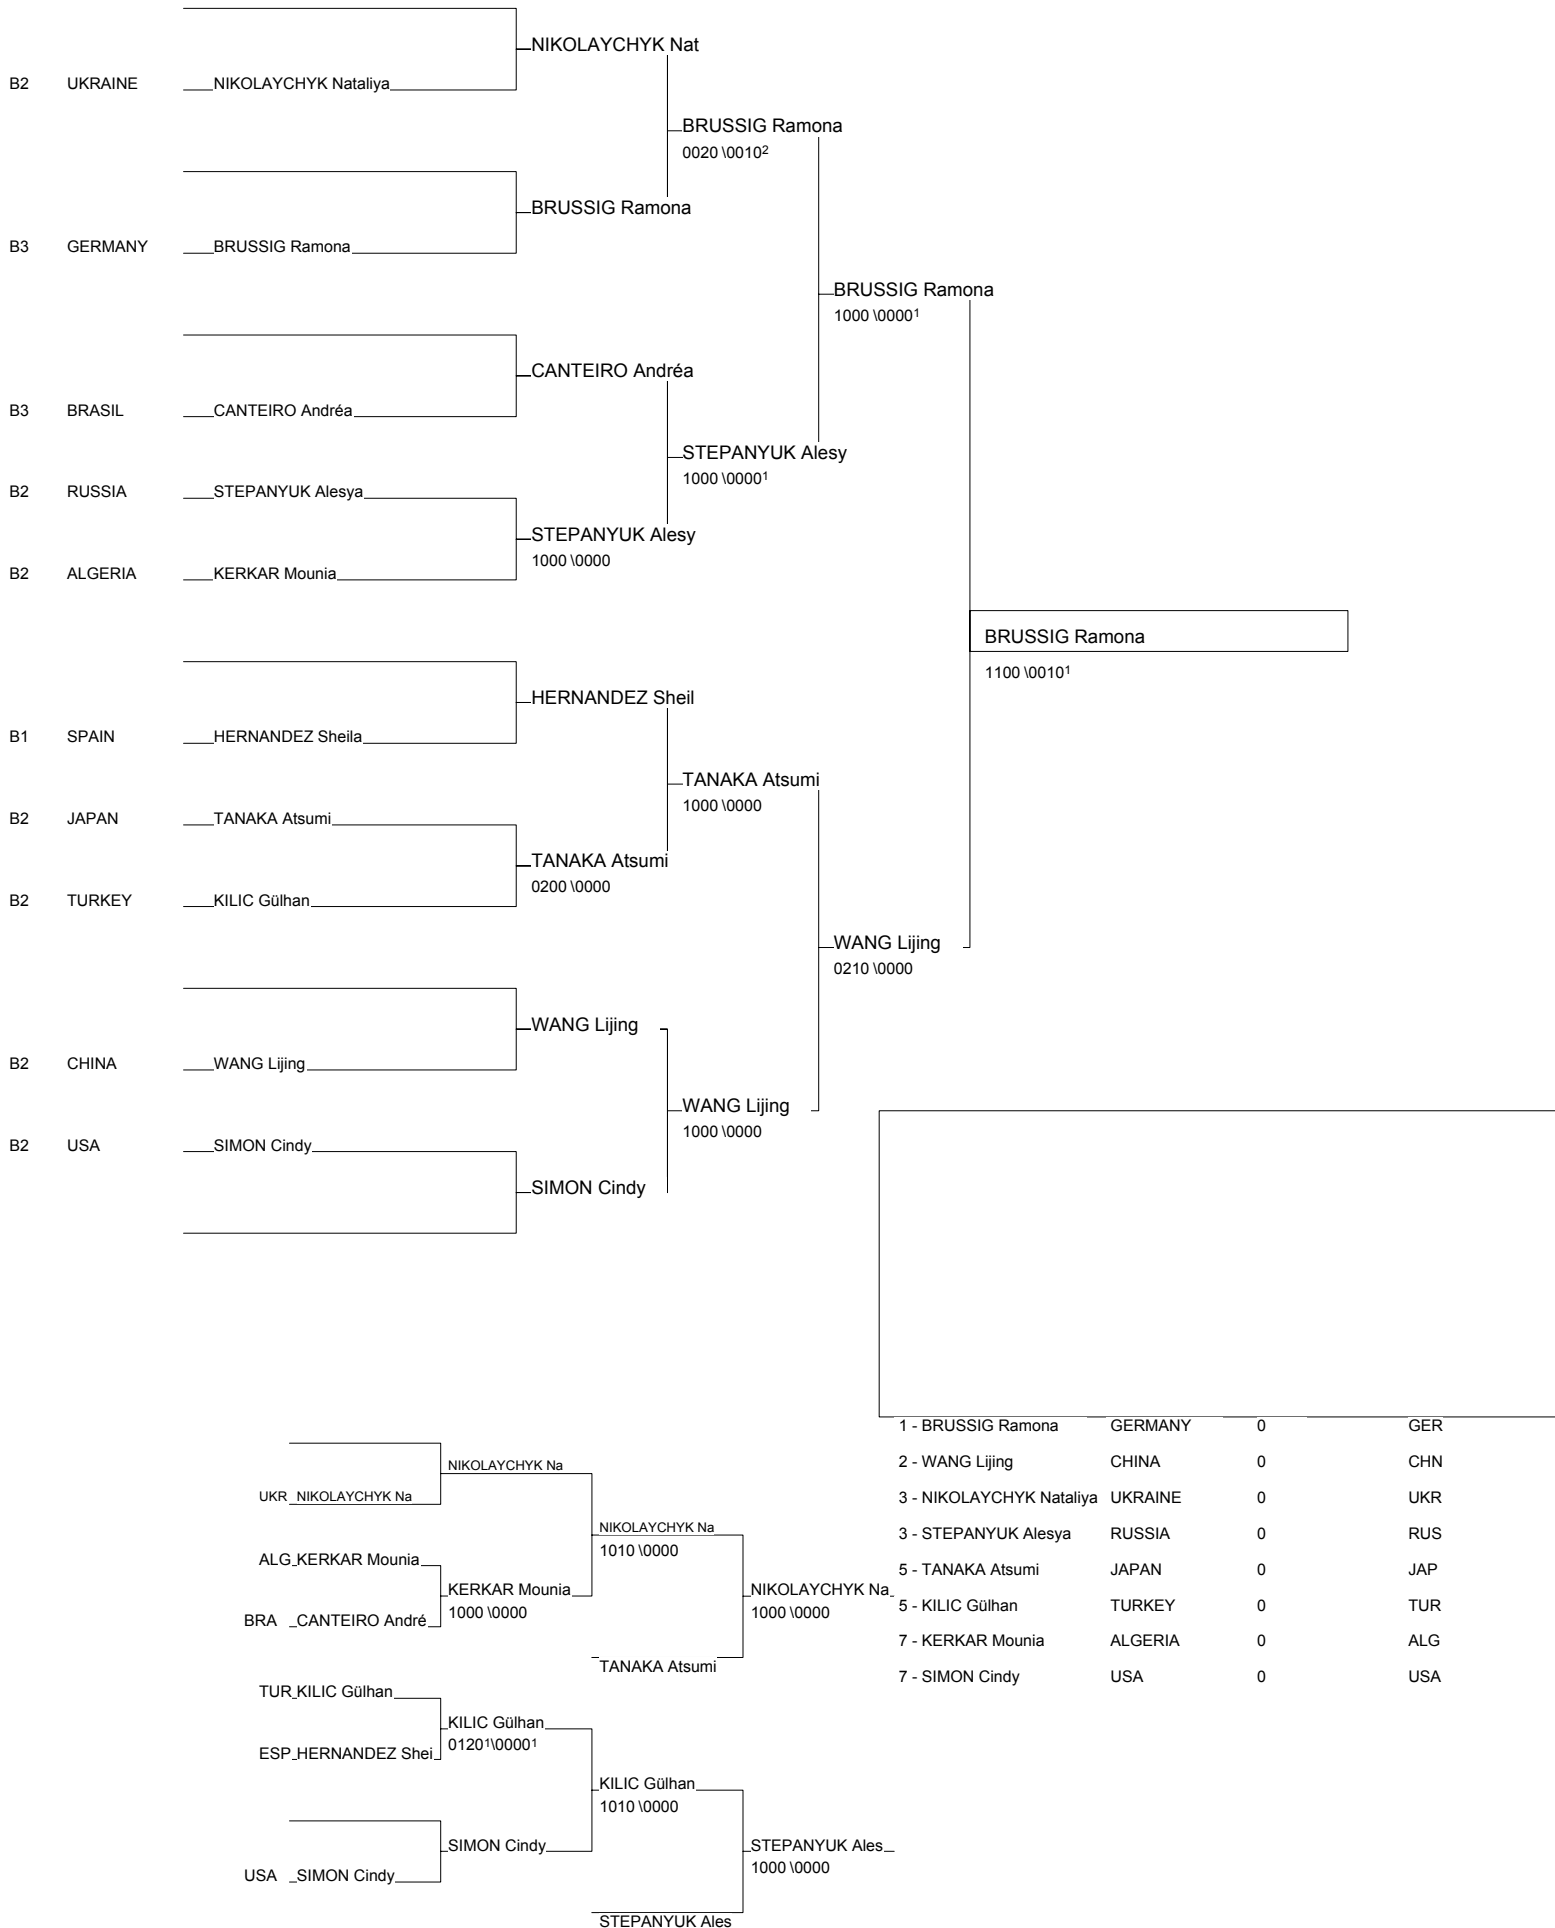 NIKOLAYCHYK Nat
B2 UKRAINE NIKOLAYCHYK Nataliya
BRUSSIG Ramona
0020 \0010²
BRUSSIG Ramona
B3 GERMANY BRUSSIG Ramona
BRUSSIG Ramona
1000 \0000¹
CANTEIRO Andréa
B3 BRASIL CANTEIRO Andréa
STEPANYUK Alesy
1000 \0000¹
B2 RUSSIA STEPANYUK Alesya
STEPANYUK Alesy
1000 \0000
B2 ALGERIA KERKAR Mounia
BRUSSIG Ramona
1100 \0010¹
HERNANDEZ Sheil
B1 SPAIN HERNANDEZ Sheila
TANAKA Atsumi
1000 \0000
B2 JAPAN TANAKA Atsumi
TANAKA Atsumi
0200 \0000
B2 TURKEY KILIC Gülhan
WANG Lijing
0210 \0000
WANG Lijing
B2 CHINA WANG Lijing
WANG Lijing
1000 \0000
B2 USA SIMON Cindy
SIMON Cindy
1 - BRUSSIG Ramona GERMANY 0 GER
2 - WANG Lijing CHINA 0 CHN
3 - NIKOLAYCHYK Nataliya UKRAINE 0 UKR
3 - STEPANYUK Alesya RUSSIA 0 RUS
5 - TANAKA Atsumi JAPAN 0 JAP
5 - KILIC Gülhan TURKEY 0 TUR
7 - KERKAR Mounia ALGERIA 0 ALG
7 - SIMON Cindy USA 0 USA
NIKOLAYCHYK Na
UKR NIKOLAYCHYK Na
NIKOLAYCHYK Na
1010 \0000
ALG KERKAR Mounia
KERKAR Mounia
1000 \0000
NIKOLAYCHYK Na
1000 \0000
BRA CANTEIRO André
TANAKA Atsumi
TUR KILIC Gülhan
KILIC Gülhan
0120¹\0000¹
ESP HERNANDEZ Shei
KILIC Gülhan
1010 \0000
SIMON Cindy
STEPANYUK Ales
1000 \0000
USA SIMON Cindy
STEPANYUK Ales